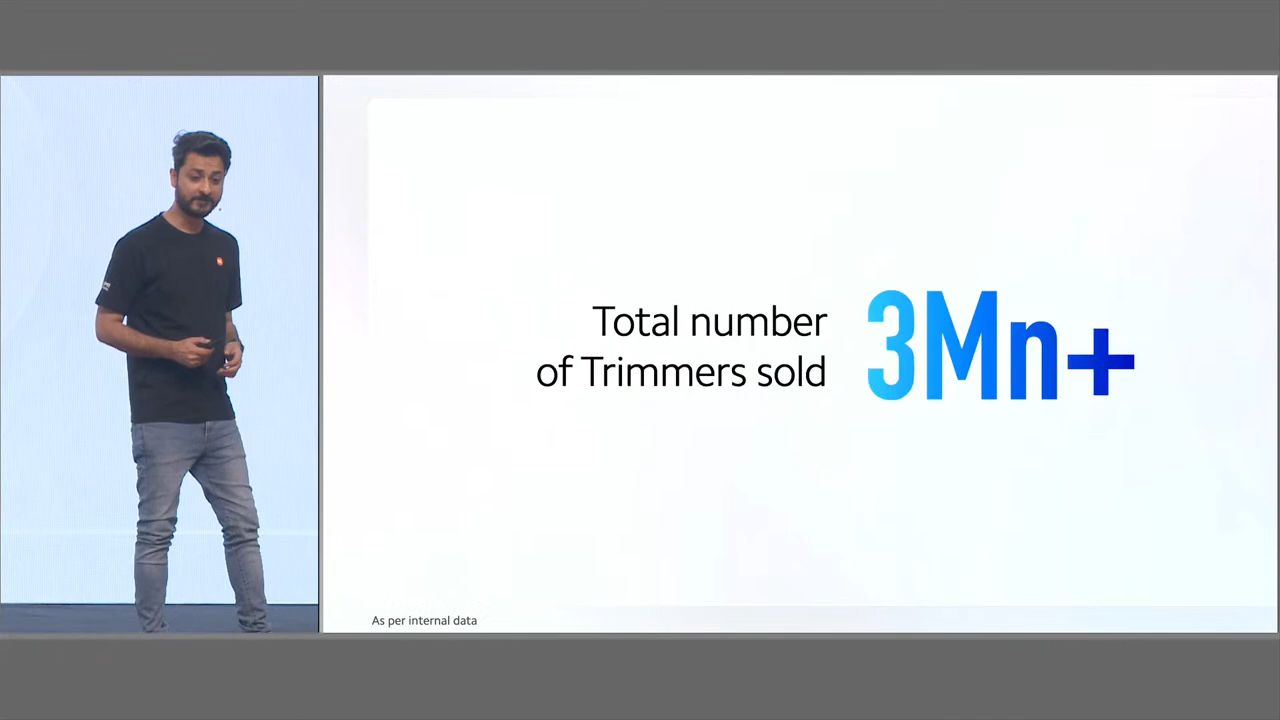 Total number
of Trimmers sold
3Mn+
As per internal data